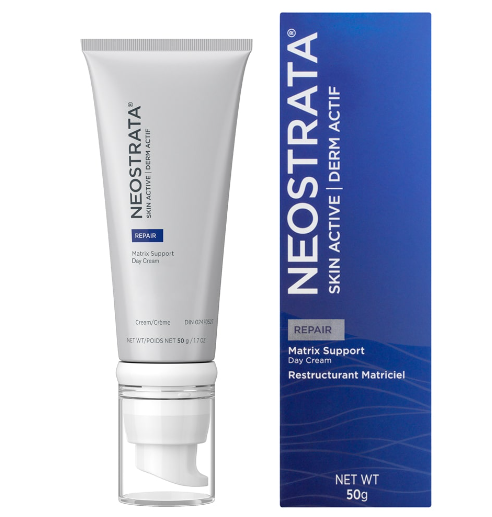 NEOSTRATA®
SKIN ACTIVE | DERM ACTIF
REPAIR
Matrix Support
Day Cream
Cream/Crème
NET WT/POIDS NET 50 g / 1.7 OZ
NEOSTRATA®
SKIN ACTIVE | DERM ACTIF
REPAIR
Matrix Support
Day Cream
Restructurant Matriciel
NET WT
50g